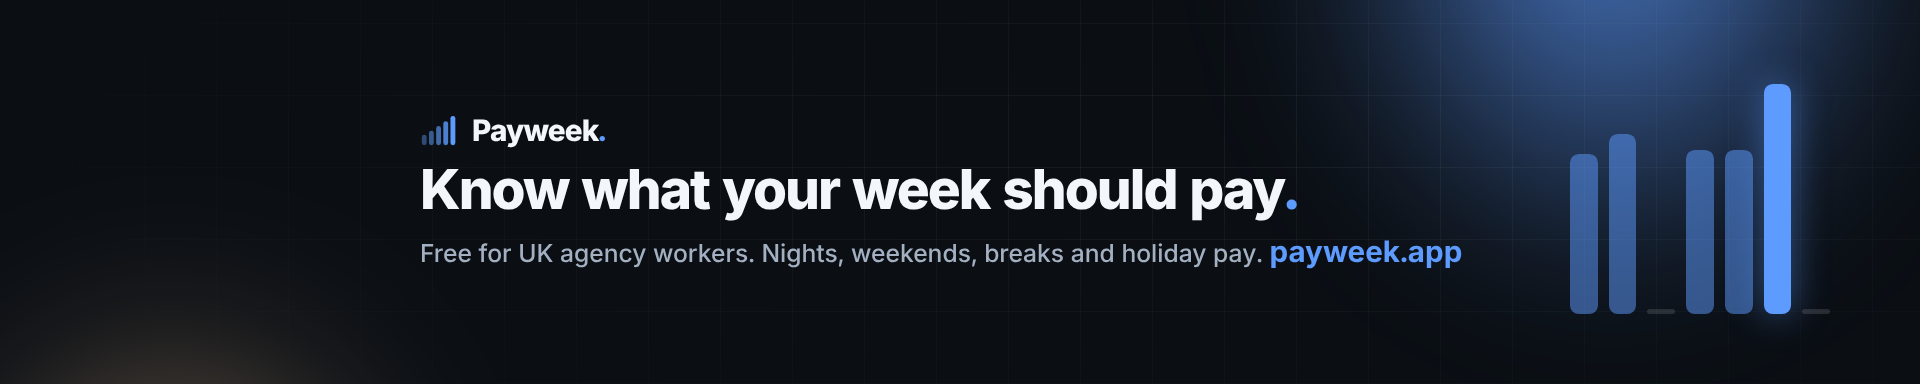 Payweek.
Know what your week should pay.
Free for UK agency workers. Nights, weekends, breaks and holiday pay. payweek.app